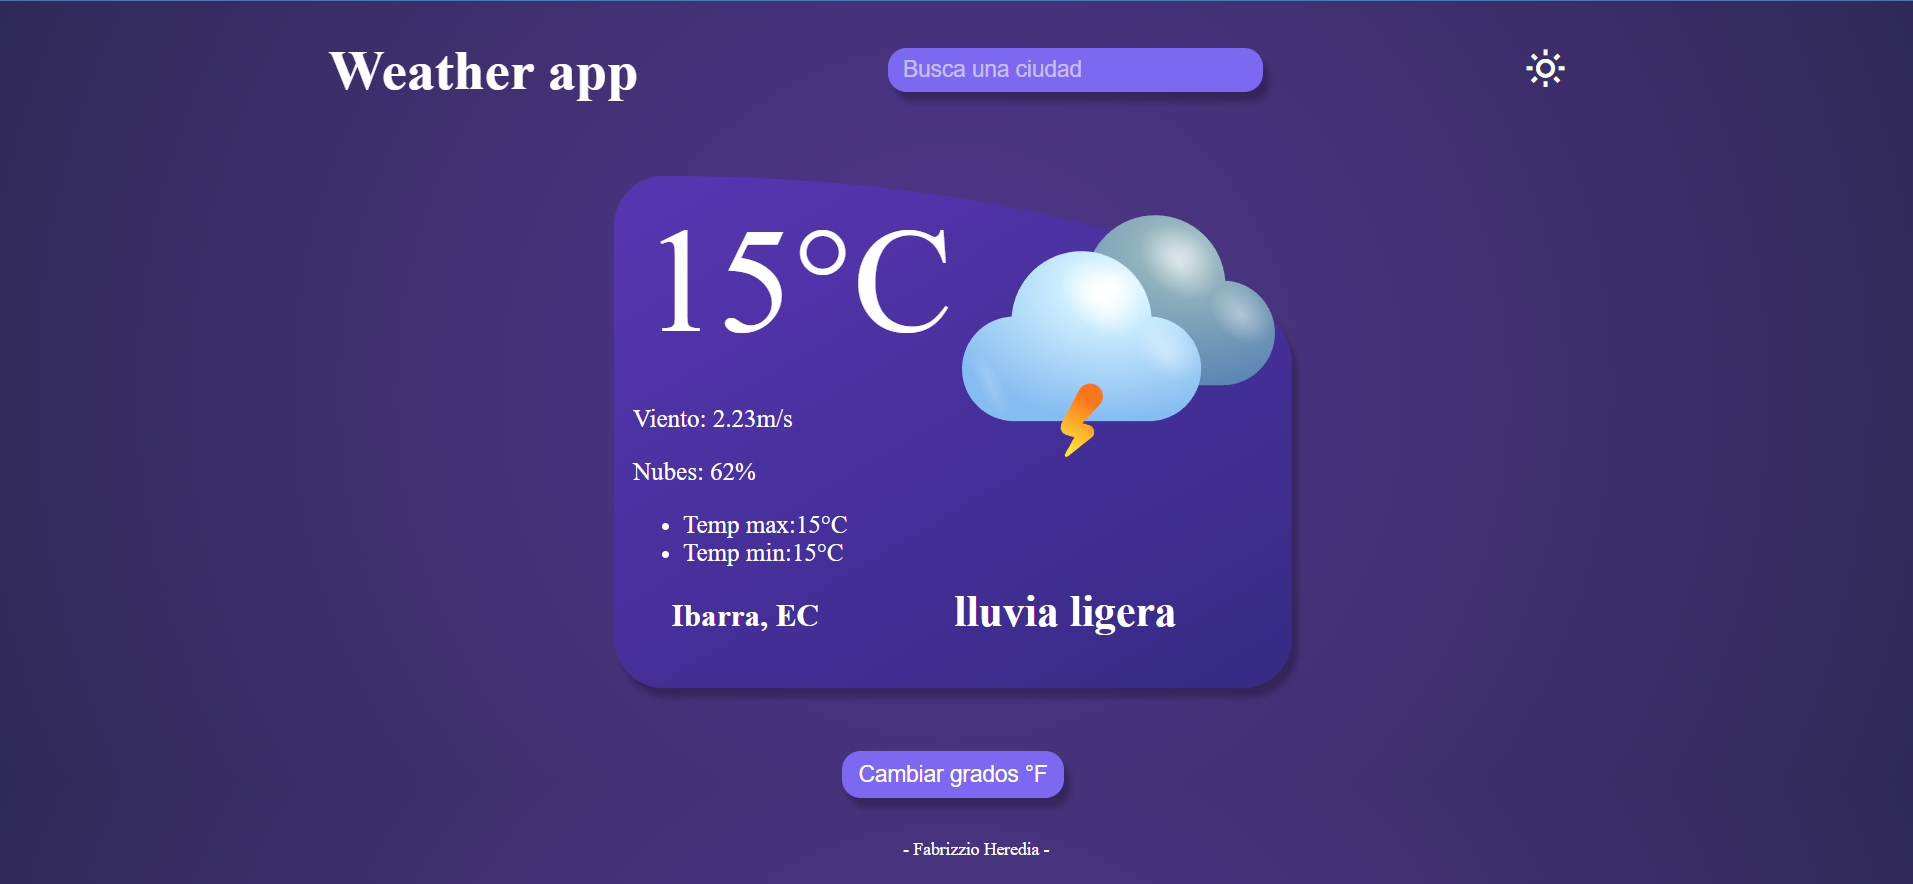 Weather app
Busca una ciudad
15°C
Viento: 2.23m/s
Nubes: 62%
Temp max:15°C
Temp min:15°C
Ibarra, EC
lluvia ligera
Cambiar grados °F
- Fabrizzio Heredia -